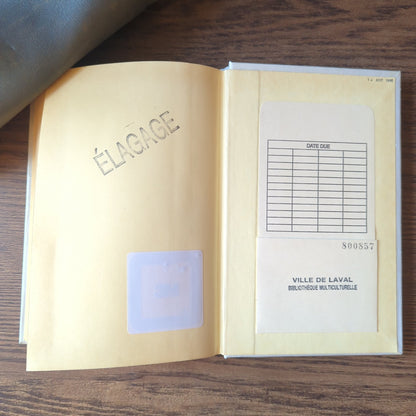 ÉLAGAGE
DATE DUE
800857
VILLE DE LAVAL
BIBLIOTHÈQUE MULTICULTURELLE